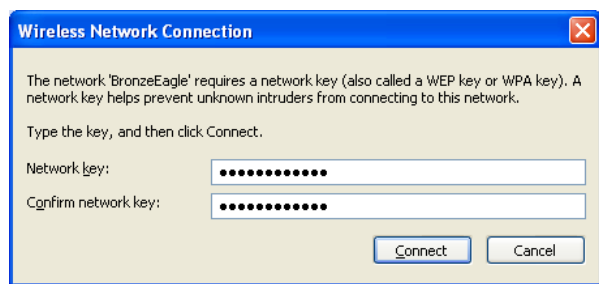 Wireless Network Connection
The network 'BronzeEagle' requires a network key (also called a WEP key or WPA key). A
network key helps prevent unknown intruders from connecting to this network.
Type the key, and then click Connect.
Network key: ●●●●●●●●●●●●
Confirm network key: ●●●●●●●●●●●●
Connect Cancel